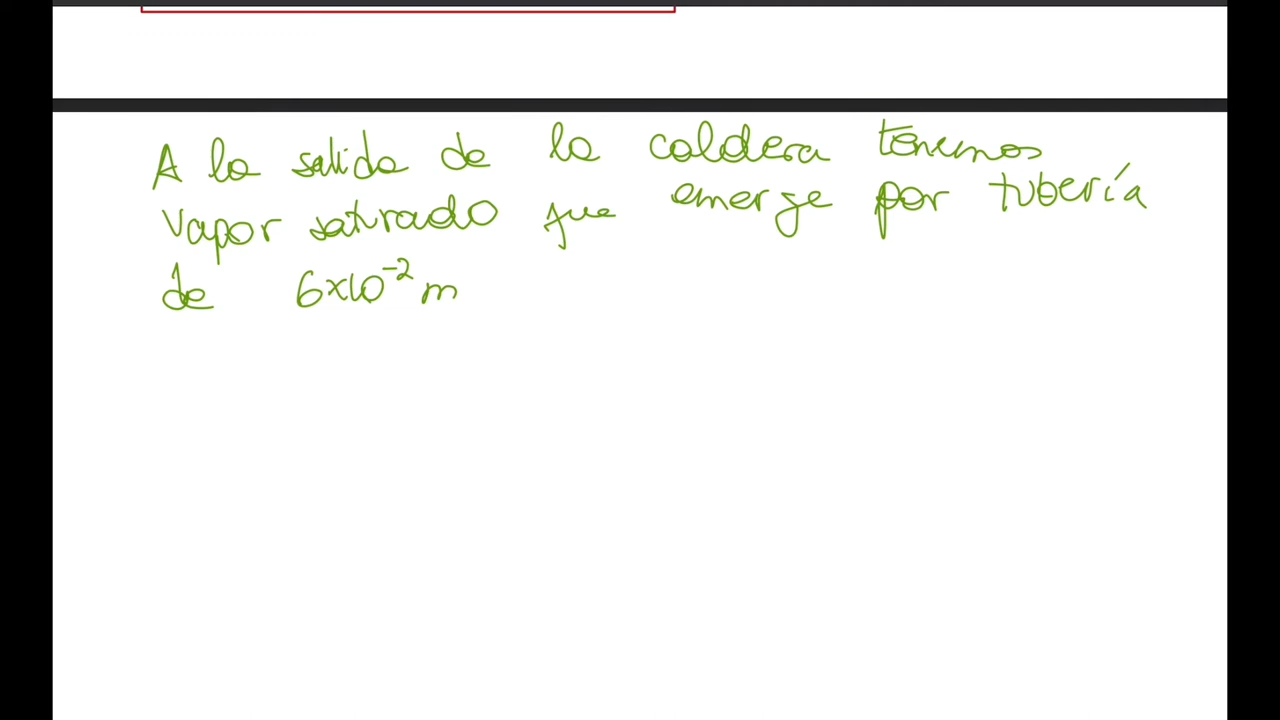 A la salida de la caldera tenemos
vapor saturado que emerge por tubería
de 6x10⁻² m